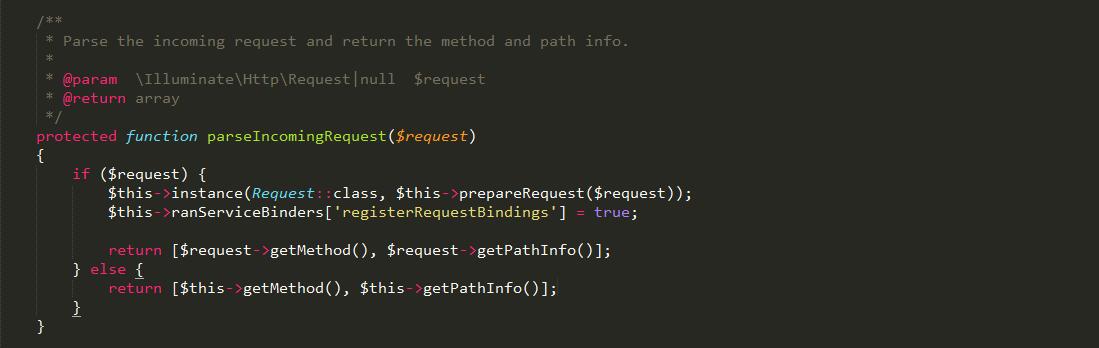 /**
 * Parse the incoming request and return the method and path info.
 *
 * @param  \Illuminate\Http\Request|null  $request
 * @return array
 */
protected function parseIncomingRequest($request)
{
    if ($request) {
        $this->instance(Request::class, $this->prepareRequest($request));
        $this->ranServiceBinders['registerRequestBindings'] = true;

        return [$request->getMethod(), $request->getPathInfo()];
    } else {
        return [$this->getMethod(), $this->getPathInfo()];
    }
}